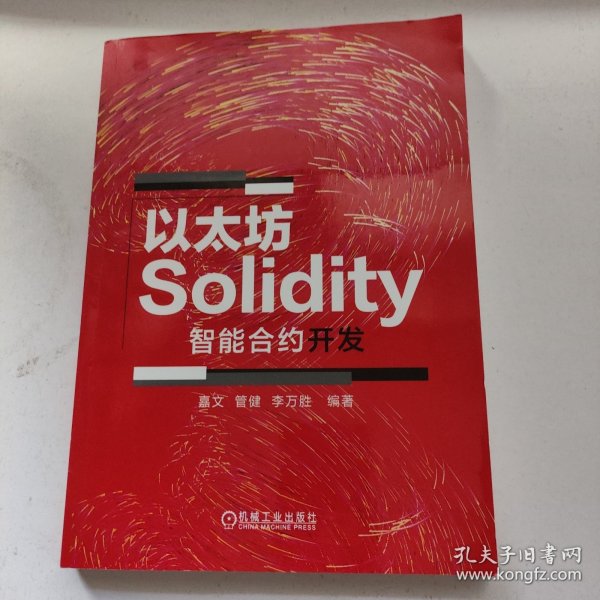 以太坊
Solidity
智能合约开发
嘉文 管健 李万胜 编著
机械工业出版社
CHINA MACHINE PRESS
孔夫子旧书网
www.kongfz.com